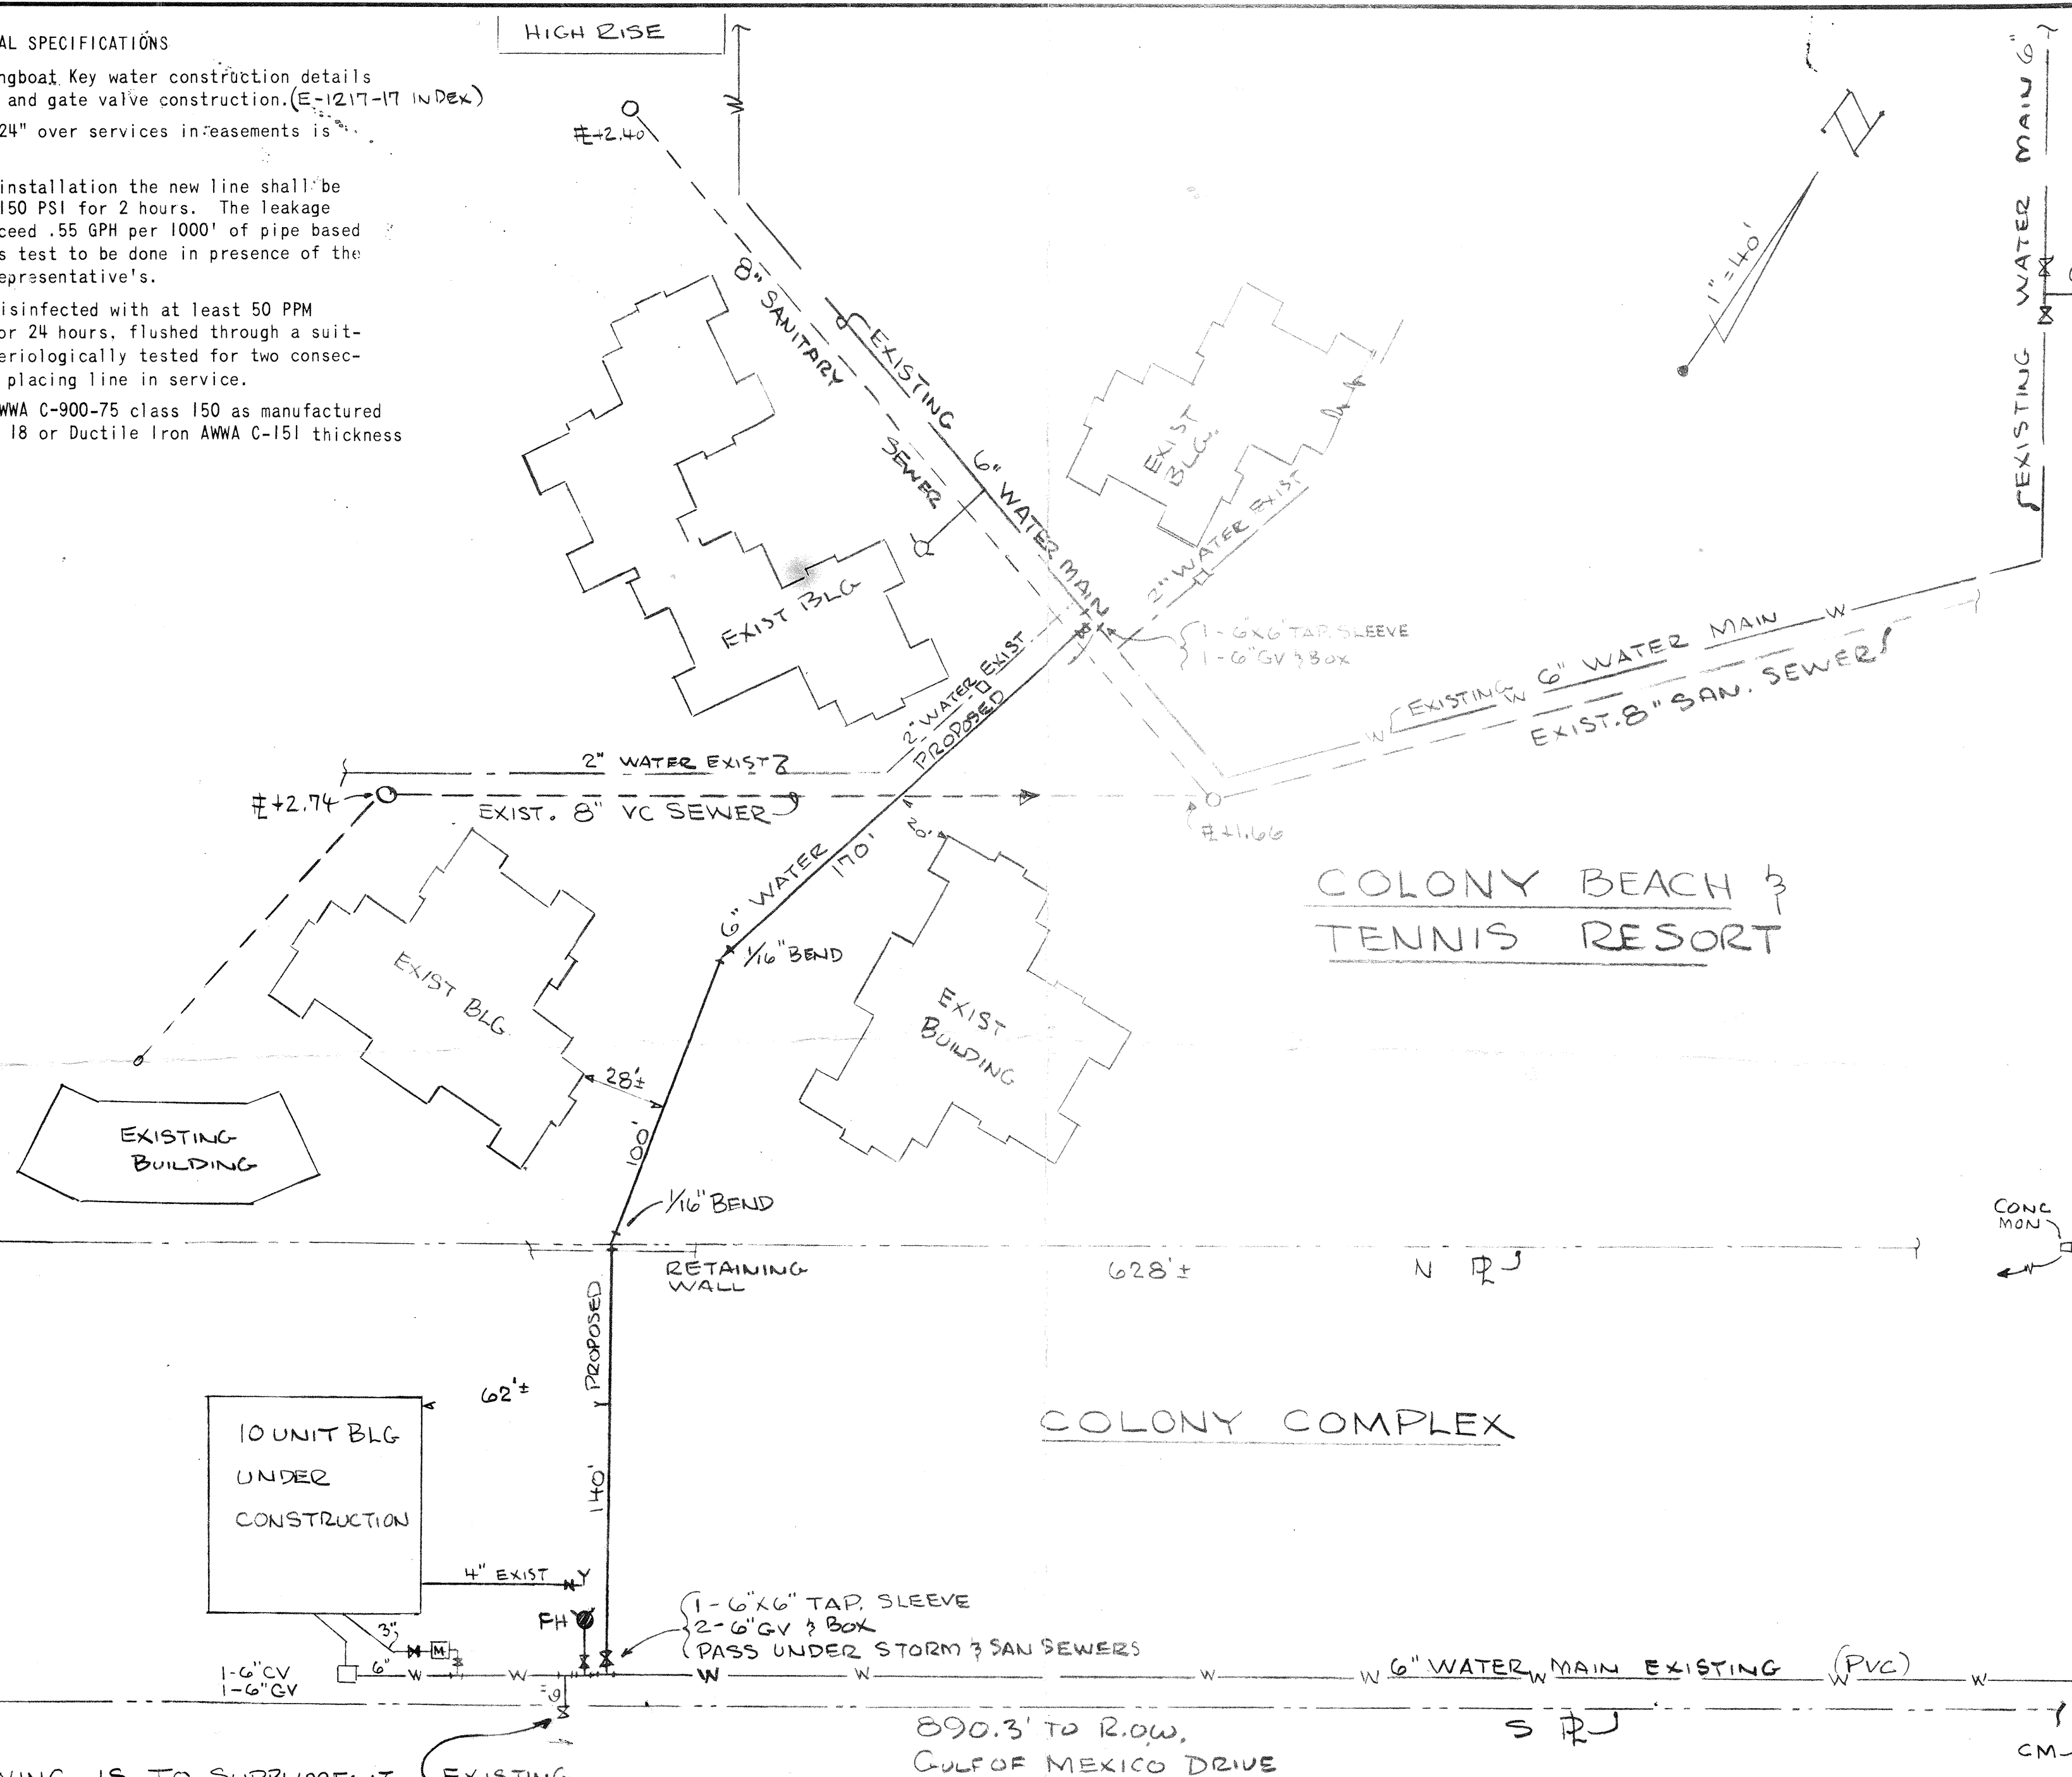 AL SPECIFICATIONS
ngboat Key water construction details
and gate valve construction. (E-1217-17 INDEX)
24" over services in easements is
installation the new line shall be
150 PSI for 2 hours. The leakage
ceed .55 GPH per 1000' of pipe based
s test to be done in presence of the
epresentative's.
isinfected with at least 50 PPM
or 24 hours, flushed through a suit-
eriologically tested for two consec-
placing line in service.
WWA C-900-75 class 150 as manufactured
18 or Ductile Iron AWWA C-151 thickness
HIGH RISE
W
+2.40
8" SANITARY
SEWER
EXISTING
6" WATER MAIN
EXIST
BLG.
2" WATER EXIST
1" = 40'
N
EXISTING WATER MAIN 6"
EXIST BLG
1-6"X6" TAP. SLEEVE
1-6" GV & BOX
2" WATER EXIST.
PROPOSED
W EXISTING W 6" WATER MAIN W
EXIST. 8" SAN. SEWER
2" WATER EXIST
+2.74
EXIST. 8" VC SEWER
+1.66
20'
6" WATER
170'
COLONY BEACH &
TENNIS RESORT
1/16" BEND
EXIST BLG
EXIST
BUILDING
28'±
100'
EXISTING
BUILDING
1/16" BEND
CONC
MON
RETAINING
WALL
628'±
N PL
PROPOSED
62'±
10 UNIT BLG
UNDER
CONSTRUCTION
COLONY COMPLEX
140'
4" EXIST
FH
1-6"X6" TAP. SLEEVE
2-6" GV & BOX
PASS UNDER STORM & SAN SEWERS
3"
M
1-6" CV
1-6" GV
6"
W W W W W W 6" WATER W MAIN EXISTING (PVC) W W
6"
890.3' TO R.O.W.
GULF OF MEXICO DRIVE
S PL
CM-
IS TO SUPPLIMENT
EXISTING